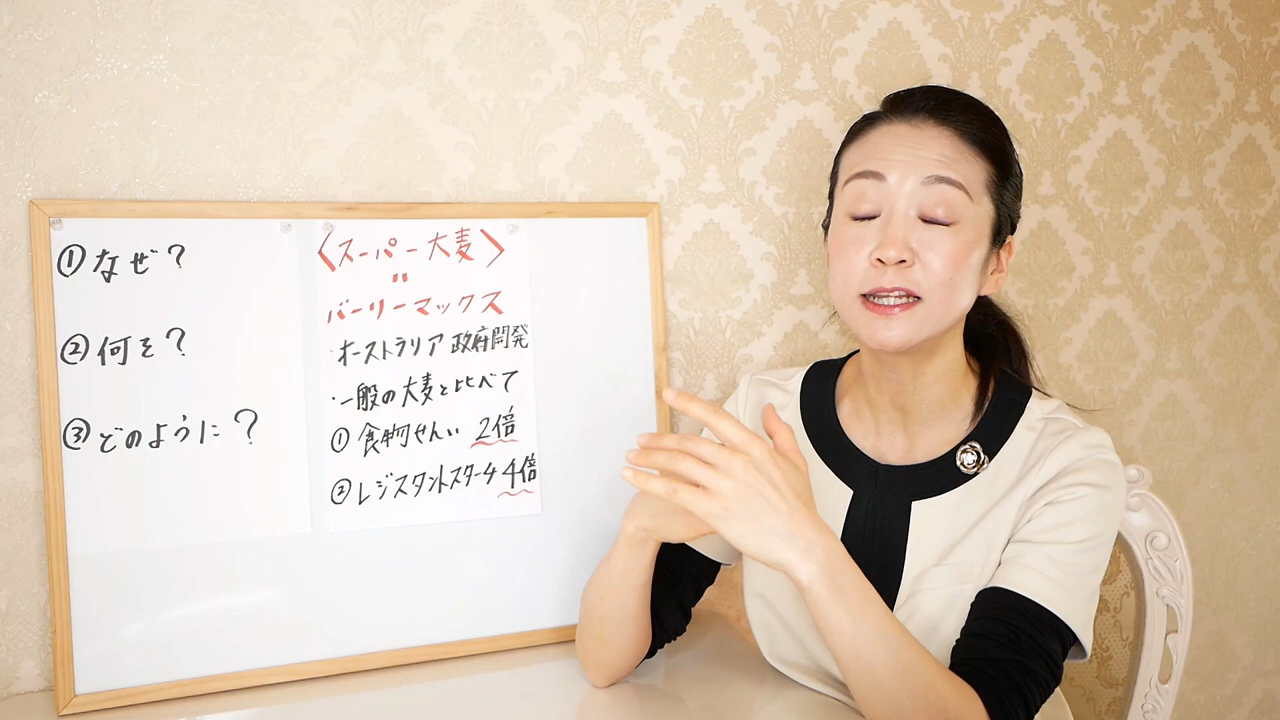 ①なぜ？
②何を？
③どのように？
〈スーパー大麦〉
〃
バーリーマックス
・オーストラリア政府開発
・一般の大麦と比べて
①食物せんい 2倍
②レジスタントスターチ 4倍